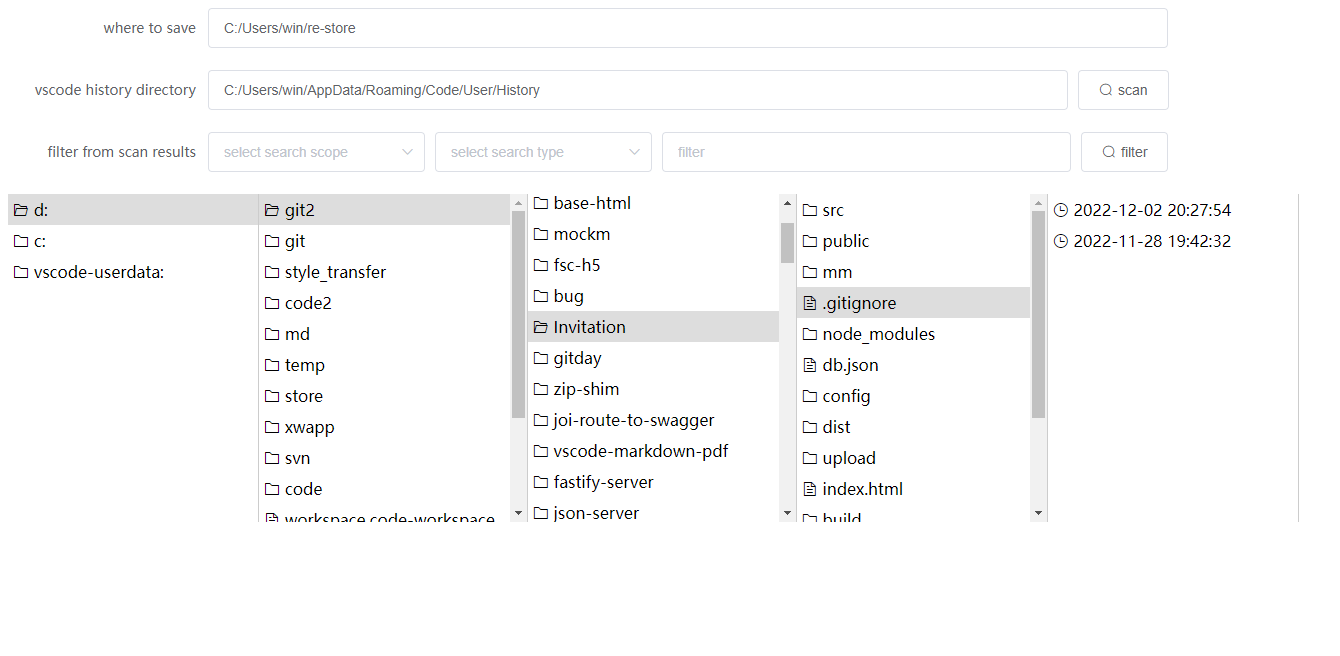 where to save
C:/Users/win/re-store
vscode history directory
C:/Users/win/AppData/Roaming/Code/User/History
scan
filter from scan results
select search scope
select search type
filter
filter
d:
c:
vscode-userdata:
git2
git
style_transfer
code2
md
temp
store
xwapp
svn
code
workspace.code-workspace
base-html
mockm
fsc-h5
bug
Invitation
gitday
zip-shim
joi-route-to-swagger
vscode-markdown-pdf
fastify-server
json-server
src
public
mm
.gitignore
node_modules
db.json
config
dist
upload
index.html
build
2022-12-02 20:27:54
2022-11-28 19:42:32